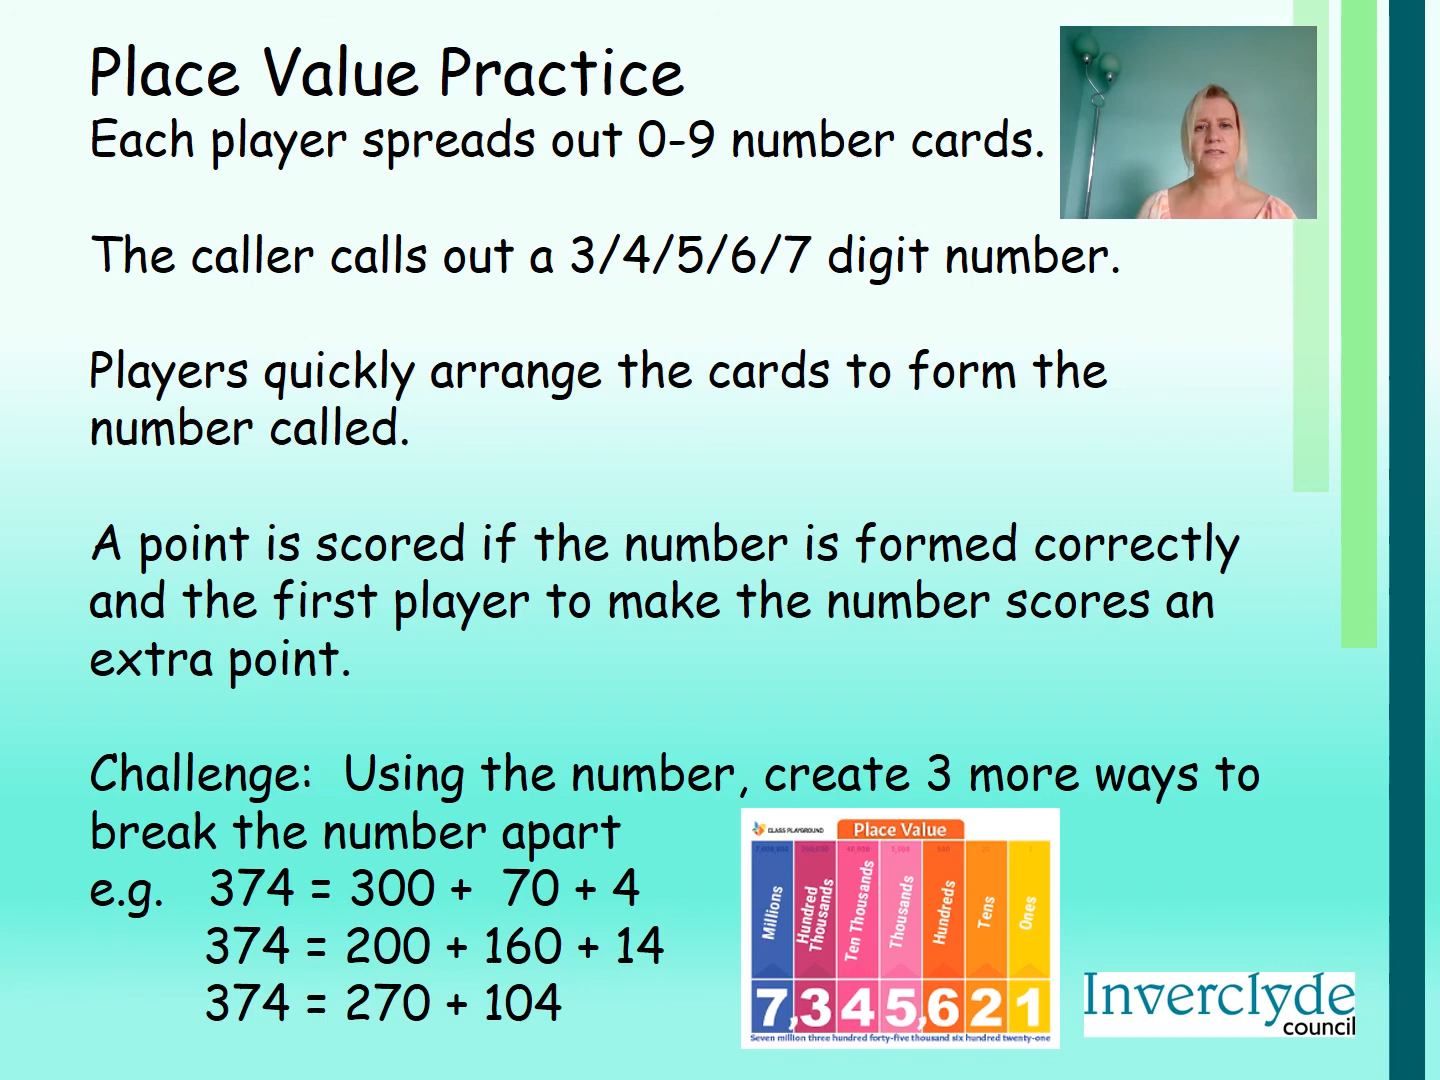 Place Value Practice
Each player spreads out 0-9 number cards.
The caller calls out a 3/4/5/6/7 digit number.
Players quickly arrange the cards to form the
number called.
A point is scored if the number is formed correctly
and the first player to make the number scores an
extra point.
Challenge:  Using the number, create 3 more ways to
break the number apart
e.g.   374 = 300 +  70 + 4
374 = 200 + 160 + 14
374 = 270 + 104
CLASS PLAYGROUND
Place Value
Millions
Hundred
Thousands
Ten Thousands
Thousands
Hundreds
Tens
Ones
7,345,621
Seven million three hundred forty-five thousand six hundred twenty-one
Inverclyde
council